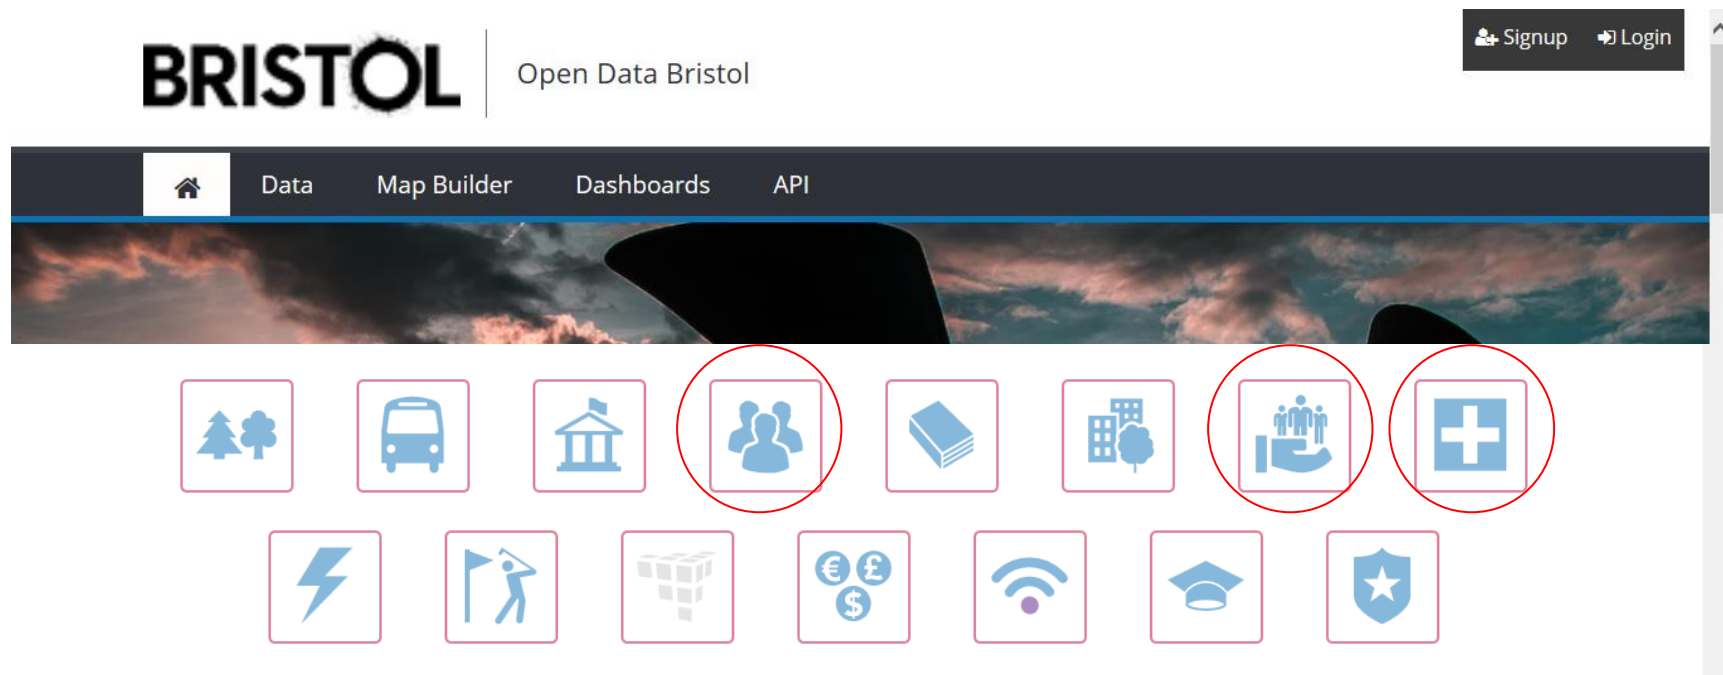 BRISTOL
Open Data Bristol
Signup Login
Data Map Builder Dashboards API
€ £
$